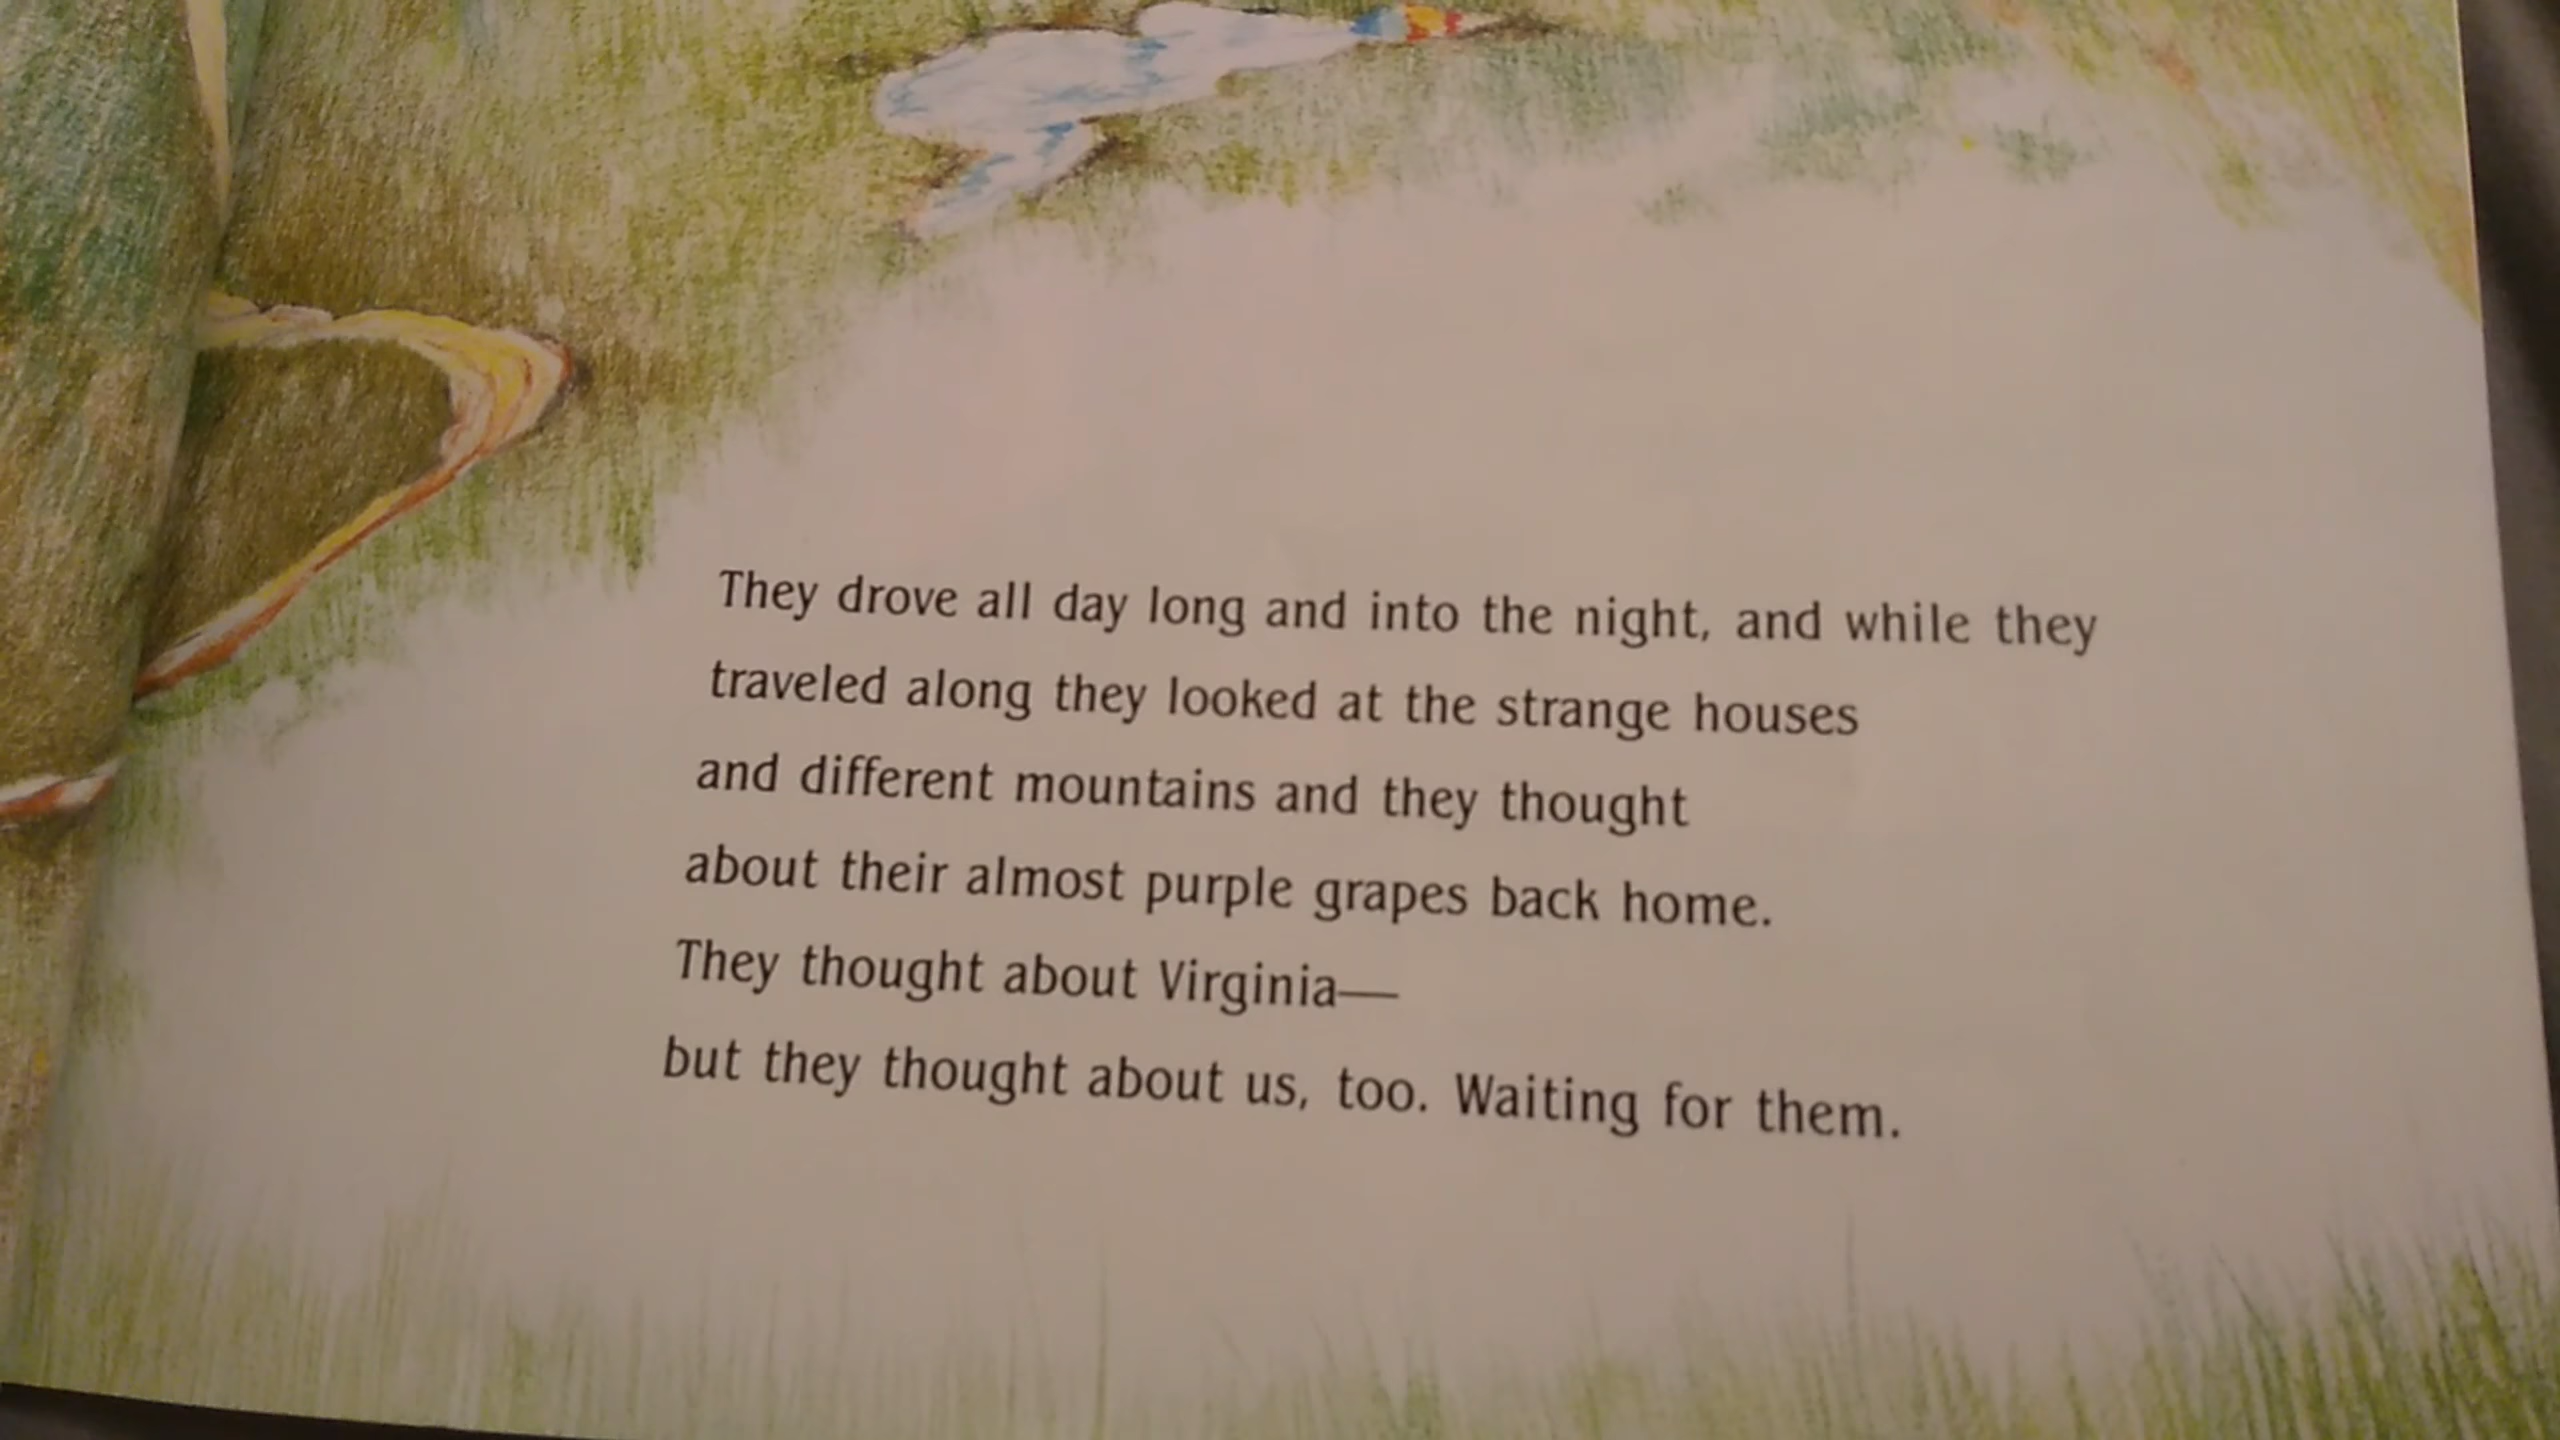 They drove all day long and into the night, and while they
traveled along they looked at the strange houses
and different mountains and they thought
about their almost purple grapes back home.
They thought about Virginia—
but they thought about us, too. Waiting for them.